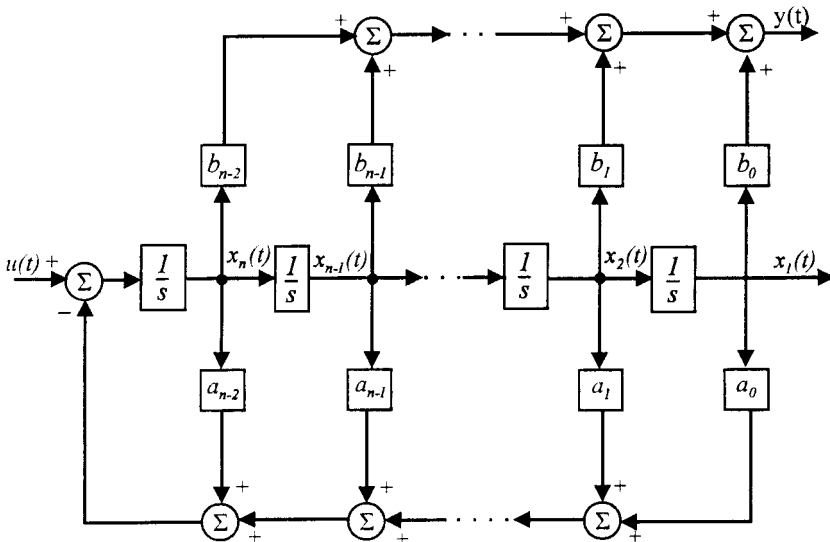 + Σ + · · · + Σ + + Σ + y(t)
b_{n-2} b_{n-1} b_1 b_0
u(t) + Σ − 1/s x_n(t) 1/s x_{n-1}(t) · · · 1/s x_2(t) 1/s x_1(t)
a_{n-2} a_{n-1} a_1 a_0
+ + +
Σ + Σ + · · · · · Σ +